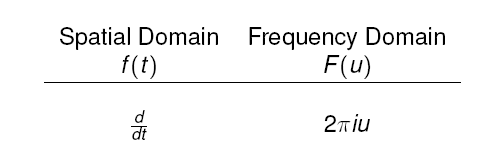 Spatial Domain Frequency Domain
f(t) F(u)
d/dt 2πiu